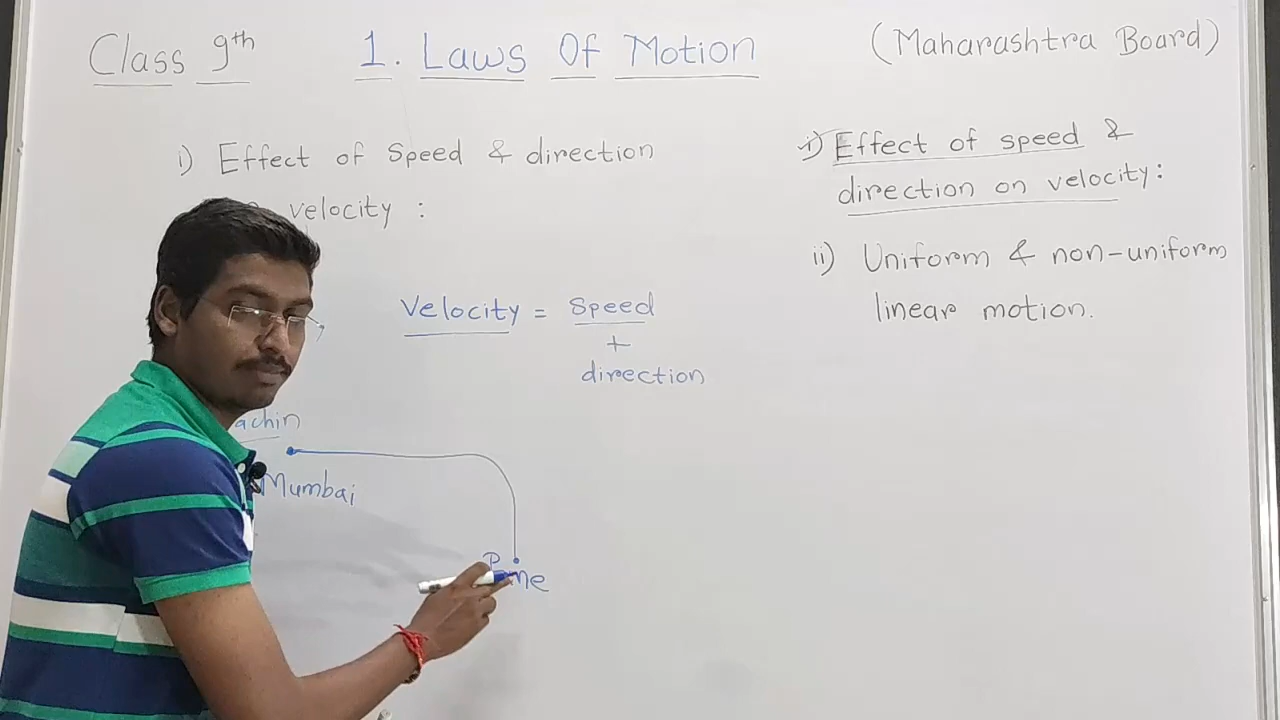 Class 9th
1. Laws Of Motion
(Maharashtra Board)
i) Effect of Speed & direction
velocity :
Velocity = Speed
+
direction
achin
Mumbai
i) Effect of speed &
direction on velocity:
ii) Uniform & non-uniform
linear motion.